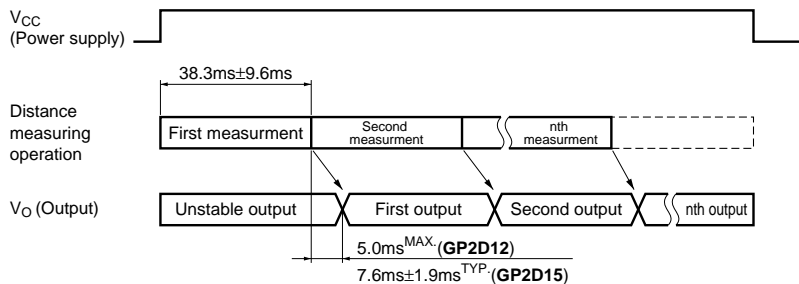 VCC
(Power supply)
38.3ms±9.6ms
Distance
measuring
operation
First measurment
Second
measurment
nth
measurment
VO (Output)
Unstable output
First output
Second output
nth output
5.0msMAX.(GP2D12)
7.6ms±1.9msTYP.(GP2D15)